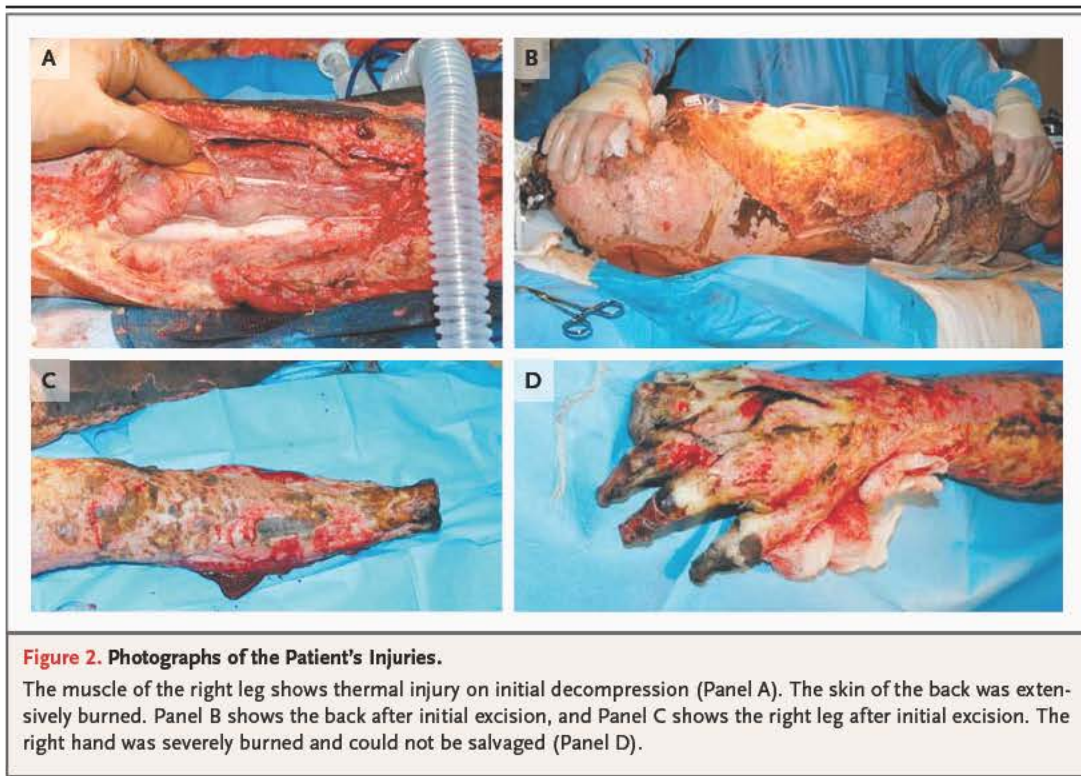 A
B
C
D
Figure 2. Photographs of the Patient's Injuries.
The muscle of the right leg shows thermal injury on initial decompression (Panel A). The skin of the back was exten-
sively burned. Panel B shows the back after initial excision, and Panel C shows the right leg after initial excision. The
right hand was severely burned and could not be salvaged (Panel D).